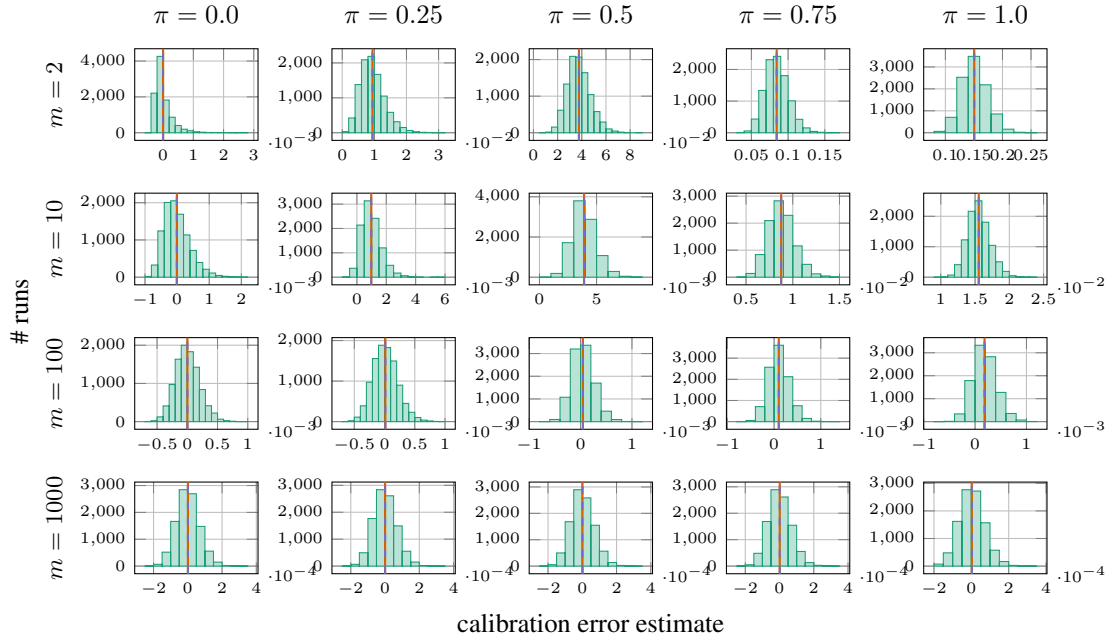 π = 0.0 π = 0.25 π = 0.5 π = 0.75 π = 1.0
m = 2
4,000 2,000 0
0 1 2 3
·10⁻³
2,000 1,000 0
0 1 2 3
·10⁻²
2,000 1,000 0
0 2 4 6 8
·10⁻²
2,000 1,000 0
0.05 0.1 0.15
3,000 2,000 1,000 0
0.1 0.15 0.2 0.25
m = 10
2,000 1,000 0
−1 0 1 2
·10⁻³
3,000 2,000 1,000 0
0 2 4 6
·10⁻³
4,000 2,000 0
0 5
·10⁻³
3,000 2,000 1,000 0
0.5 1 1.5
·10⁻²
2,000 1,000 0
1 1.5 2 2.5
·10⁻²
m = 100
2,000 1,000 0
−0.5 0 0.5 1
·10⁻³
2,000 1,000 0
−0.5 0 0.5 1
·10⁻³
3,000 2,000 1,000 0
−1 0 1
·10⁻³
3,000 2,000 1,000 0
−1 0 1
·10⁻³
3,000 2,000 1,000 0
−1 0 1
·10⁻³
m = 1000
3,000 2,000 1,000 0
−2 0 2 4
·10⁻⁴
3,000 2,000 1,000 0
−2 0 2 4
·10⁻⁴
3,000 2,000 1,000 0
−2 0 2 4
·10⁻⁴
3,000 2,000 1,000 0
−2 0 2 4
·10⁻⁴
3,000 2,000 1,000 0
−2 0 2 4
·10⁻⁴
# runs
calibration error estimate